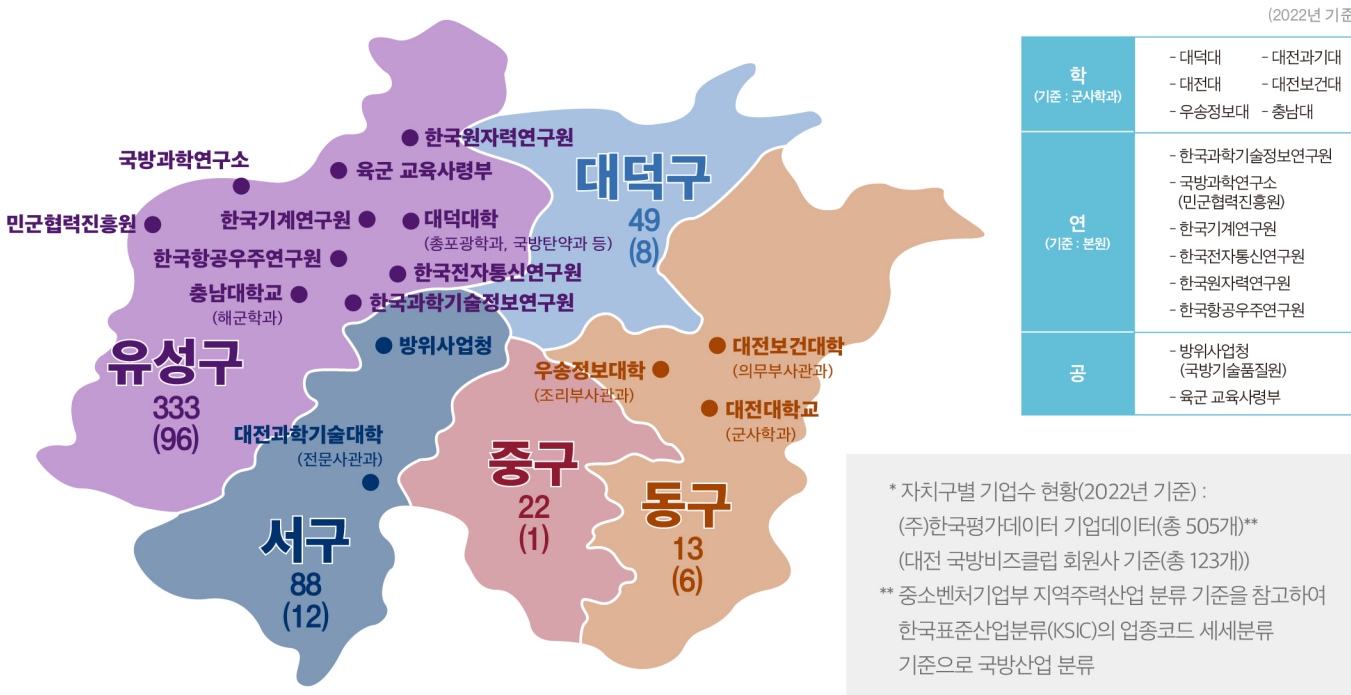 (2022년 기준
한국원자력연구원
국방과학연구소
육군 교육사령부
민군협력진흥원
한국기계연구원
대덕대학
(총포광학과, 국방탄약과 등)
한국항공우주연구원
한국전자통신연구원
충남대학교
(해군학과)
한국과학기술정보연구원
유성구
333
(96)
대덕구
49
(8)
방위사업청
대전과학기술대학
(전문사관과)
서구
88
(12)
우송정보대학
(조리부사관과)
대전보건대학
(의무부사관과)
대전대학교
(군사학과)
중구
22
(1)
동구
13
(6)
학
(기준 : 군사학과)
- 대덕대 - 대전과기대
- 대전대 - 대전보건대
- 우송정보대 - 충남대
연
(기준 : 본원)
- 한국과학기술정보연구원
- 국방과학연구소
(민군협력진흥원)
- 한국기계연구원
- 한국전자통신연구원
- 한국원자력연구원
- 한국항공우주연구원
공
- 방위사업청
(국방기술품질원)
- 육군 교육사령부
* 자치구별 기업수 현황(2022년 기준) :
(주)한국평가데이터 기업데이터(총 505개)**
(대전 국방비즈클럽 회원사 기준(총 123개))
** 중소벤처기업부 지역주력산업 분류 기준을 참고하여
한국표준산업분류(KSIC)의 업종코드 세세분류
기준으로 국방산업 분류